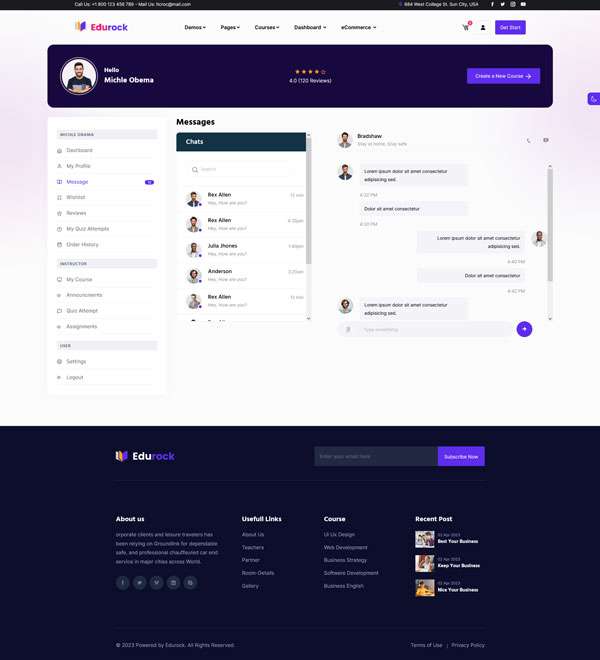 Call Us: +1 800 123 456 789 - Mail Us: Itcroc@mail.com
684 West College St. Sun City, USA
Edurock
Demos
Pages
Courses
Dashboard
eCommerce
Get Start
Hello
Michle Obema
4.0 (120 Reviews)
Create a New Course
MICHLE OBAMA
Dashboard
My Profile
Message
Wishlist
Reviews
My Quiz Attempts
Order History
INSTRUCTOR
My Course
Announcments
Quiz Attempt
Assignments
USER
Settings
Logout
Messages
Chats
Search
Rex Allen
12 min
Hey, How are you?
Rex Allen
4:35pm
Hey, How are you?
Julia Jhones
1:40pm
Hey, How are you?
Anderson
3:20am
Hey, How are you?
Rex Allen
12 min
Hey, How are you?
Rex Allen
Bradshaw
Stay at home, Stay safe
Lorem ipsum dolor sit amet consectetur
adipisicing sed.
4:32 PM
Dolor sit amet consectetur
4:30 PM
Lorem ipsum dolor sit amet consectetur
adipisicing sed.
4:40 PM
Dolor sit amet consectetur
4:42 PM
Lorem ipsum dolor sit amet consectetur
adipisicing sed.
Type something
Edurock
Enter your email here
Subscribe Now
About us
orporate clients and leisure travelers has
been relying on Groundlink for dependable
safe, and professional chauffeured car end
service in major cities across World.
Usefull Links
About Us
Teachers
Partner
Room-Details
Gallery
Course
Ui Ux Design
Web Development
Business Strategy
Software Development
Business English
Recent Post
02 Apr 2023
Best Your Business
02 Apr 2023
Keep Your Business
02 Apr 2023
Nice Your Business
© 2023 Powered by Edurock. All Rights Reserved.
Terms of Use | Privacy Policy